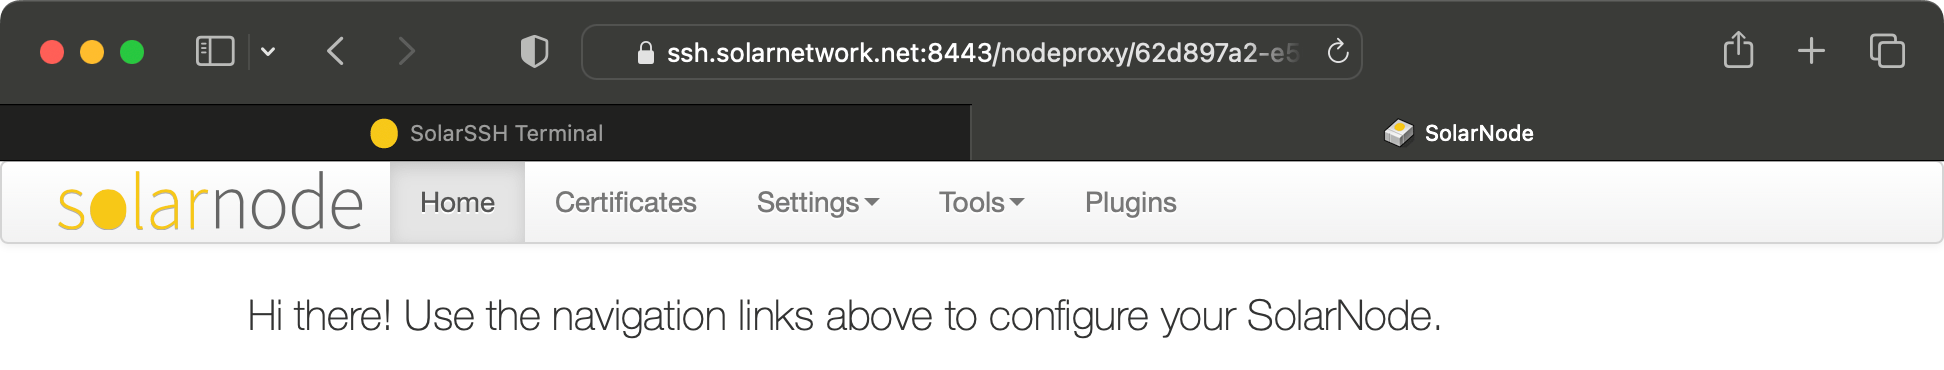 ssh.solarnetwork.net:8443/nodeproxy/62d897a2-e5
SolarSSH Terminal
SolarNode
solarnode
Home
Certificates
Settings
Tools
Plugins
Hi there! Use the navigation links above to configure your SolarNode.